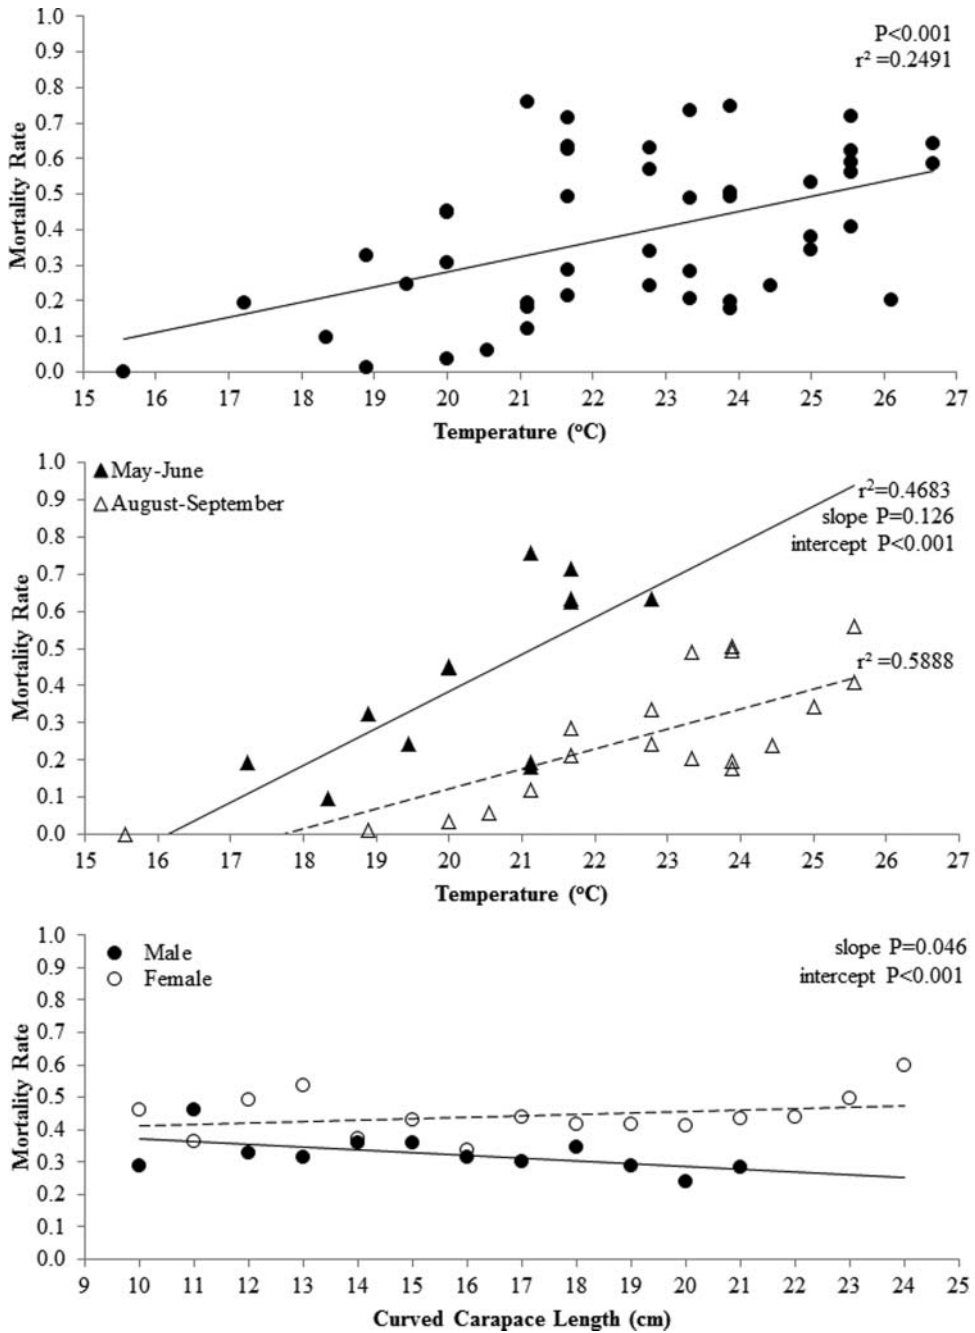 1.0
P<0.001
0.9
r² =0.2491
0.8
0.7
0.6
0.5
0.4
0.3
0.2
0.1
0.0
Mortality Rate
15 16 17 18 19 20 21 22 23 24 25 26 27
Temperature (°C)
1.0
▲May-June
0.9
△August-September
r²=0.4683
slope P=0.126
intercept P<0.001
0.8
0.7
0.6
0.5
r² =0.5888
0.4
0.3
0.2
0.1
0.0
Mortality Rate
15 16 17 18 19 20 21 22 23 24 25 26 27
Temperature (°C)
1.0
Male
slope P=0.046
0.9
Female
intercept P<0.001
0.8
0.7
0.6
0.5
0.4
0.3
0.2
0.1
0.0
Mortality Rate
9 10 11 12 13 14 15 16 17 18 19 20 21 22 23 24 25
Curved Carapace Length (cm)